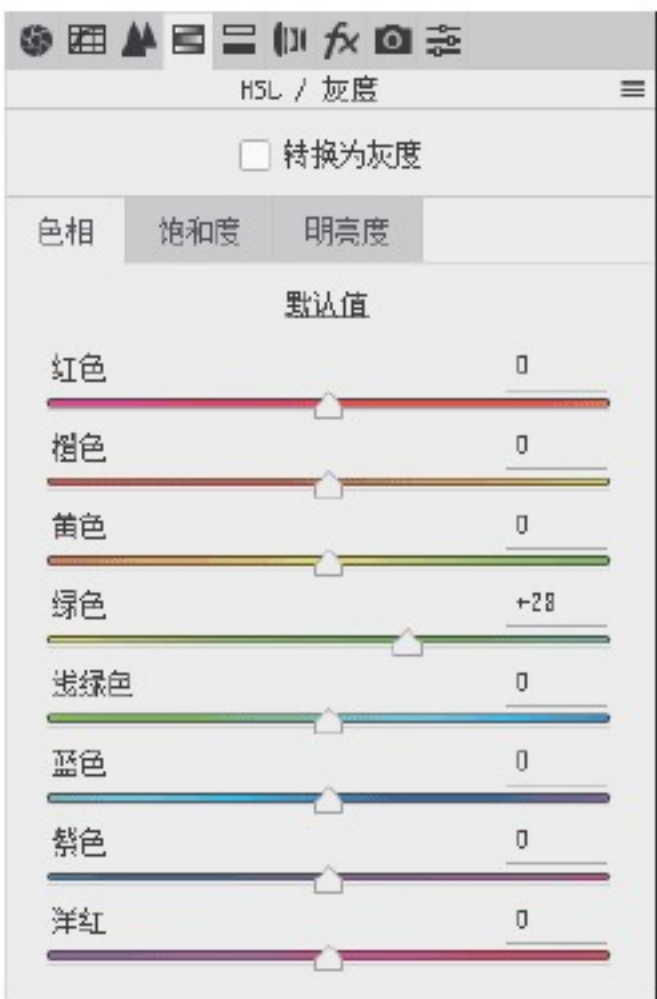 HSL / 灰度
转换为灰度
色相 饱和度 明亮度
默认值
红色 0
橙色 0
黄色 0
绿色 +28
浅绿色 0
蓝色 0
紫色 0
洋红 0